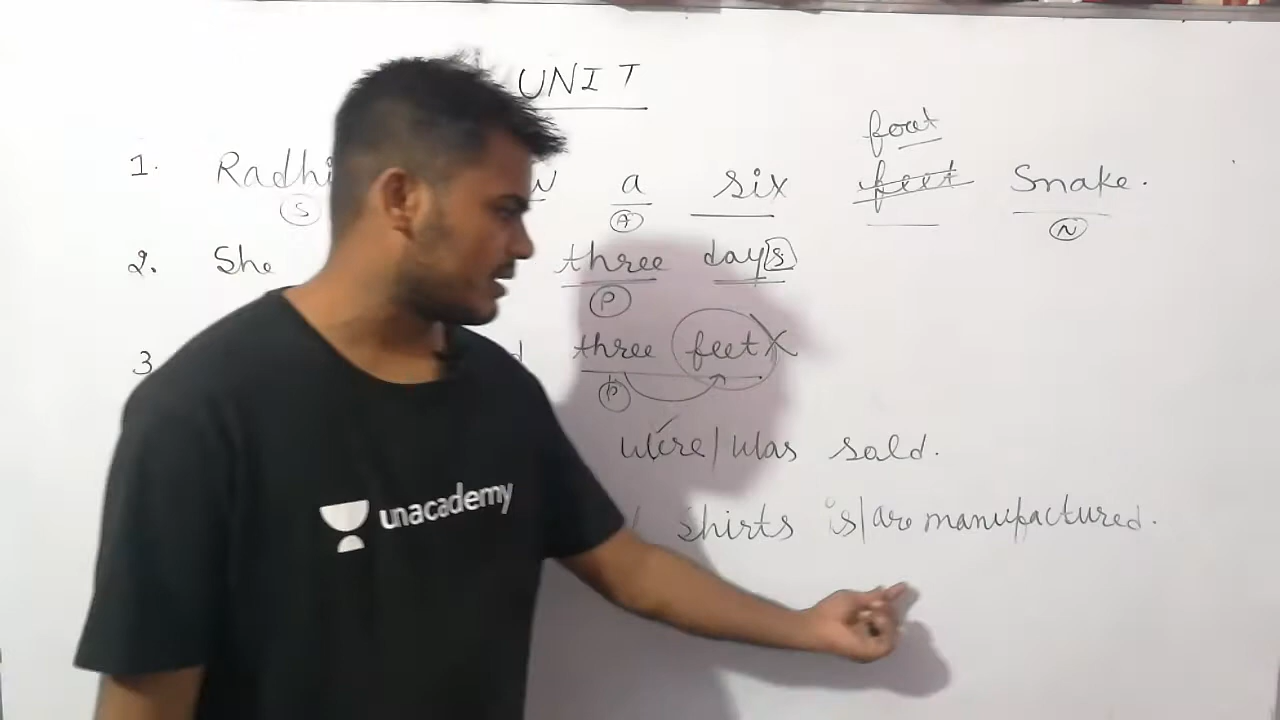 UNIT
foot
1. Radhi a six feet Snake.
S A N
2. She three days
P
3 three feet X
P
Were/Was sold.
shirts is/are manufactured.
unacademy